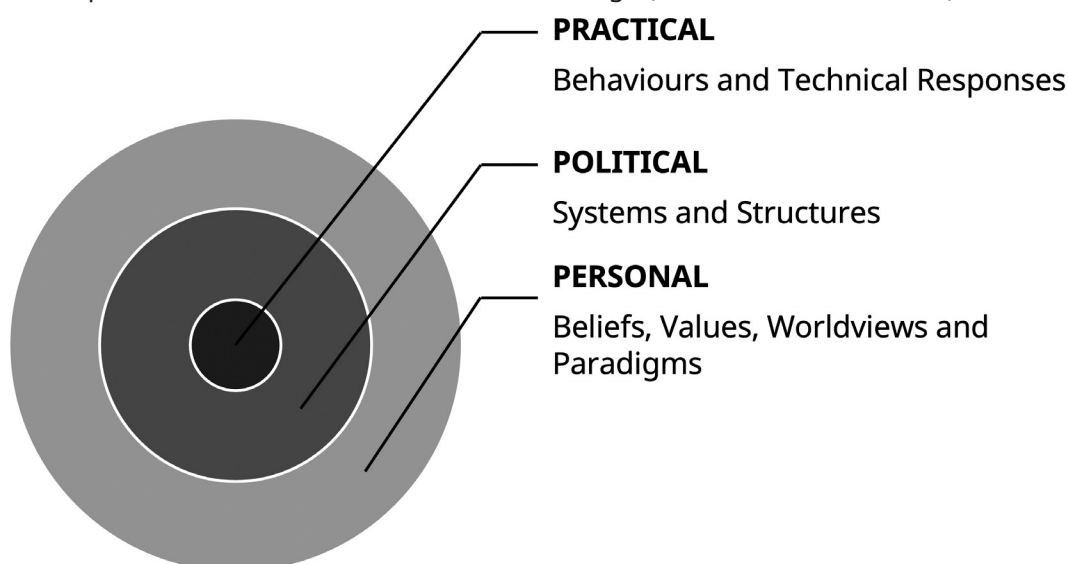 PRACTICAL
Behaviours and Technical Responses
POLITICAL
Systems and Structures
PERSONAL
Beliefs, Values, Worldviews and
Paradigms